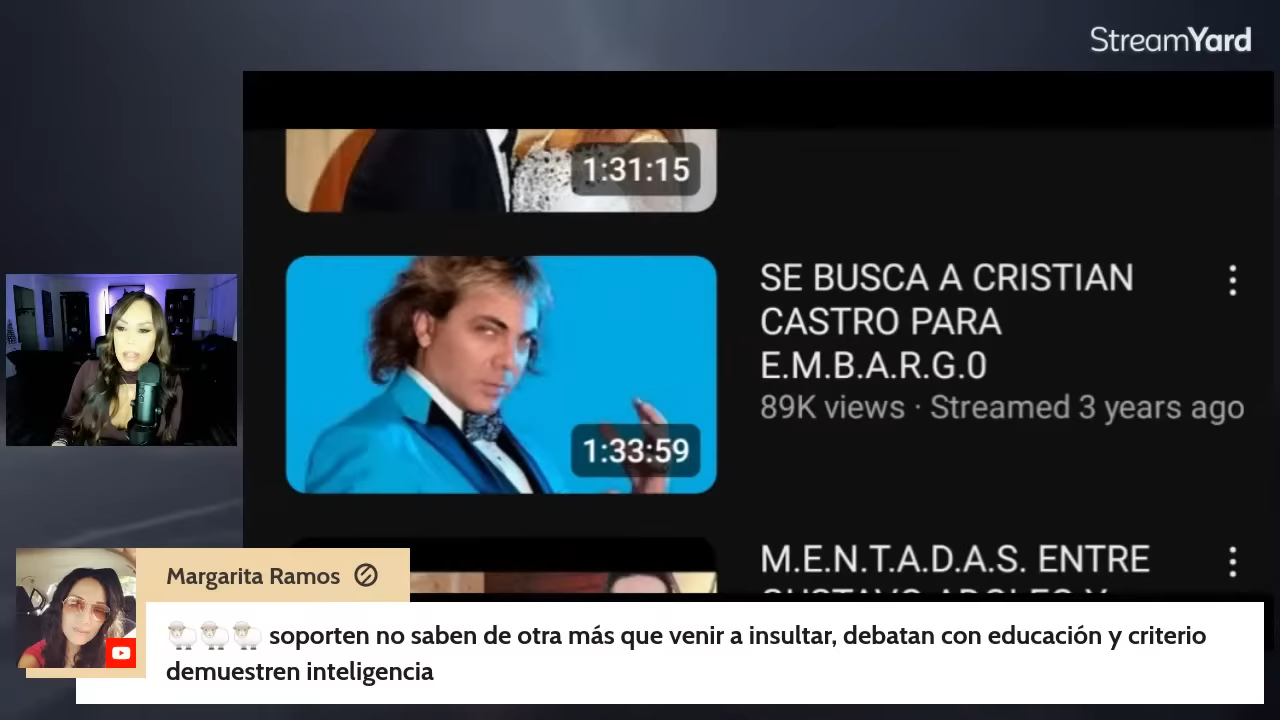 StreamYard
1:31:15
SE BUSCA A CRISTIAN
CASTRO PARA
E.M.B.A.R.G.0
89K views · Streamed 3 years ago
1:33:59
M.E.N.T.A.D.A.S. ENTRE
Margarita Ramos
🐑🐑🐑 soporten no saben de otra más que venir a insultar, debatan con educación y criterio
demuestren inteligencia